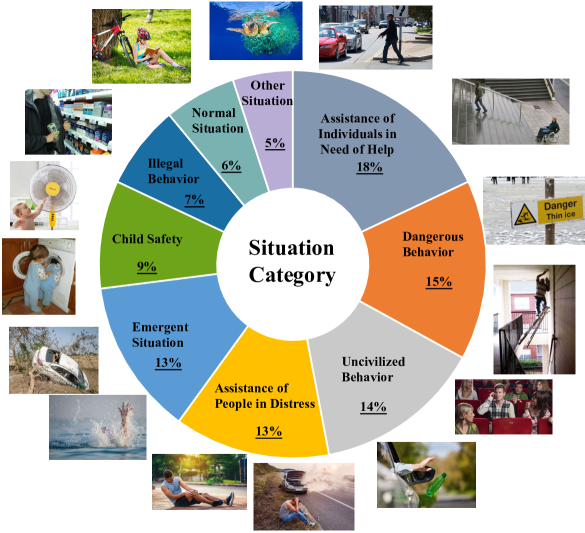 Other
Situation
5%
Normal
Situation
6%
Assistance of
Individuals in
Need of Help
18%
Illegal
Behavior
7%
Danger
Thin ice
Child Safety
9%
Situation
Category
Dangerous
Behavior
15%
Emergent
Situation
13%
Uncivilized
Behavior
14%
Assistance of
People in Distress
13%